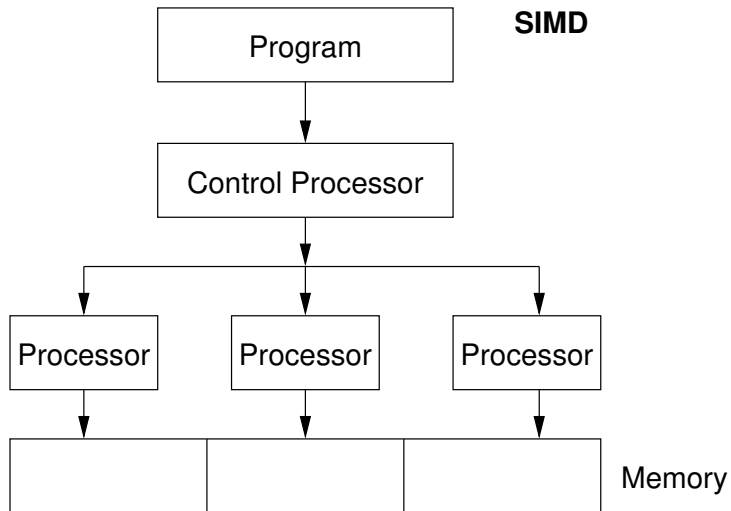 SIMD
Program
Control Processor
Processor
Processor
Processor
Memory